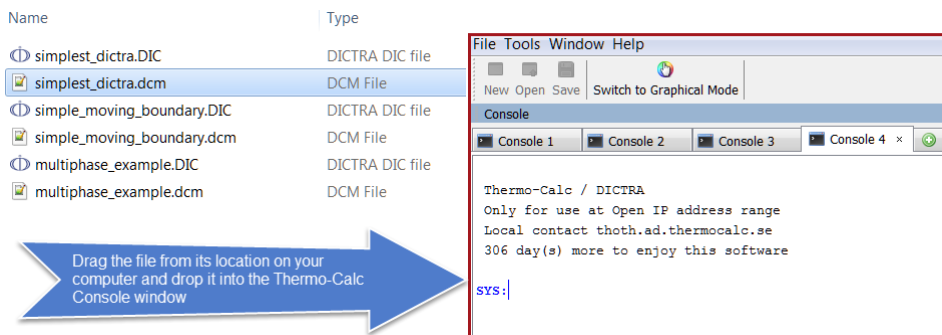 Name Type
simplest_dictra.DIC DICTRA DIC file
simplest_dictra.dcm DCM File
simple_moving_boundary.DIC DICTRA DIC file
simple_moving_boundary.dcm DCM File
multiphase_example.DIC DICTRA DIC file
multiphase_example.dcm DCM File
Drag the file from its location on your
computer and drop it into the Thermo-Calc
Console window
File Tools Window Help
New Open Save Switch to Graphical Mode
Console
Console 1 Console 2 Console 3 Console 4 ×
Thermo-Calc / DICTRA
Only for use at Open IP address range
Local contact thoth.ad.thermocalc.se
306 day(s) more to enjoy this software
SYS: